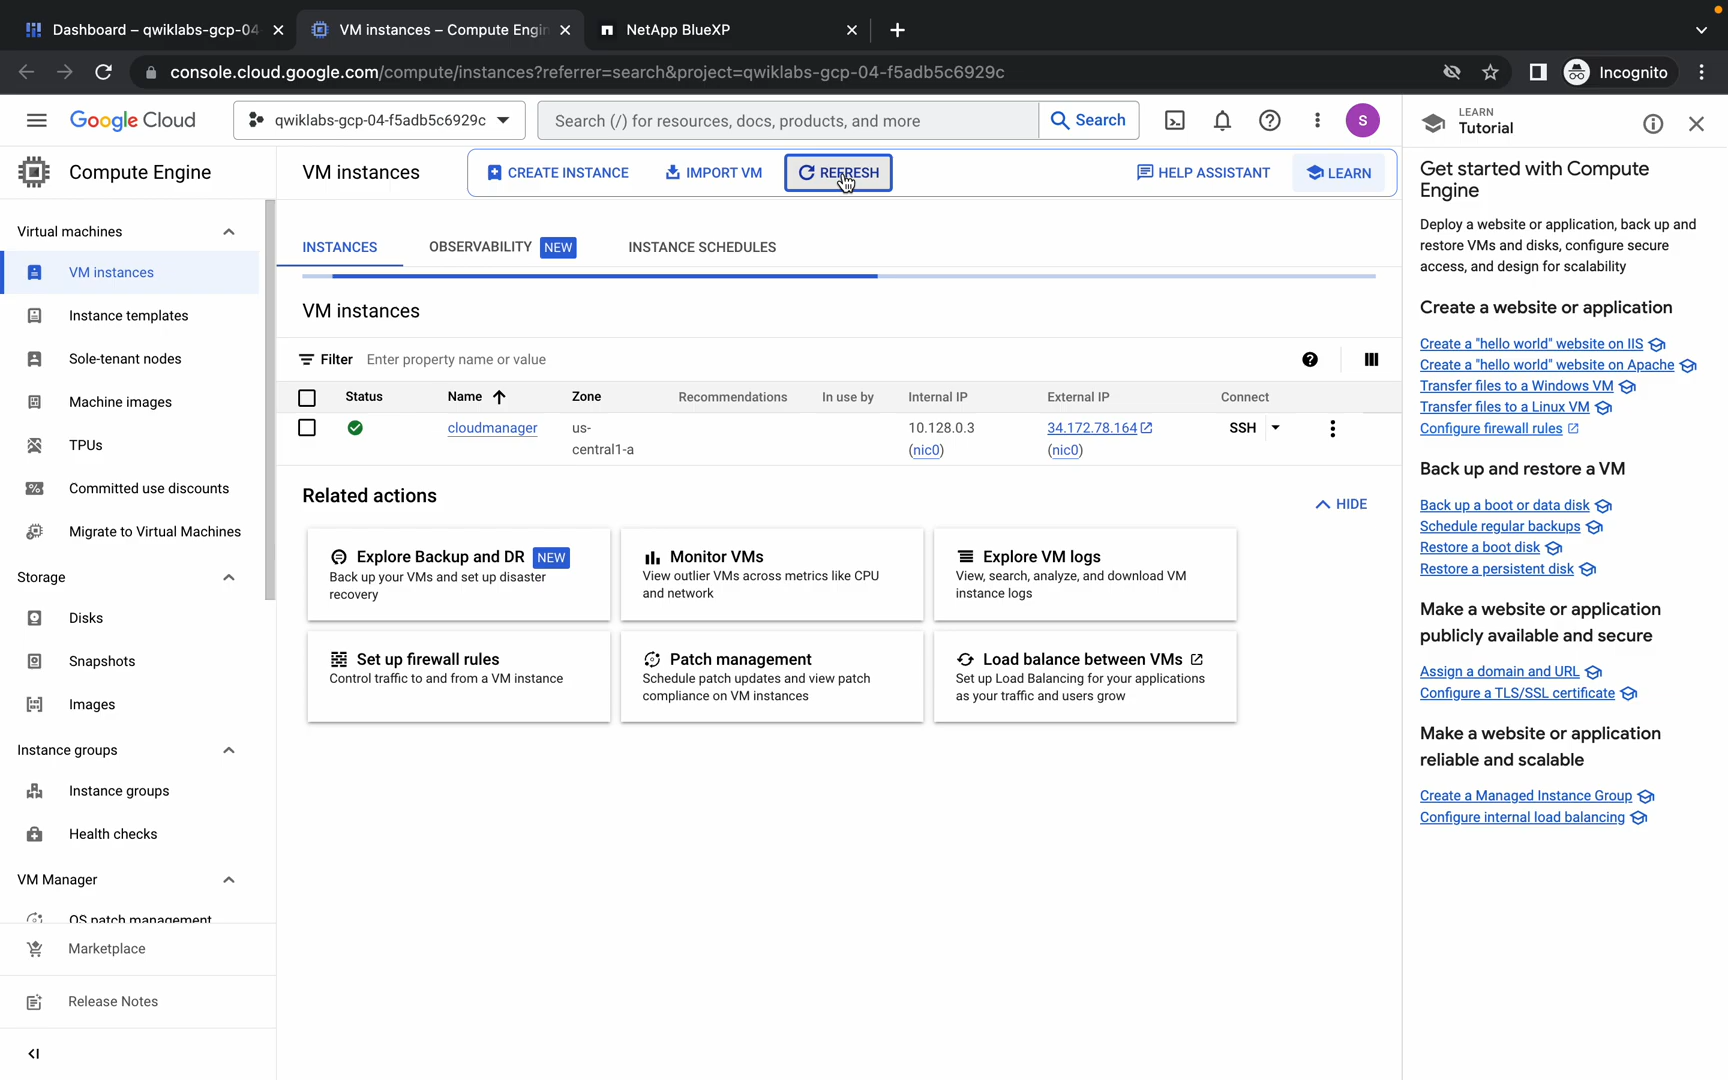 Dashboard – qwiklabs-gcp-04
VM instances – Compute Engin
NetApp BlueXP
console.cloud.google.com/compute/instances?referrer=search&project=qwiklabs-gcp-04-f5adb5c6929c
Incognito
Google Cloud
qwiklabs-gcp-04-f5adb5c6929c
Search (/) for resources, docs, products, and more
Search
S
Compute Engine
Virtual machines
VM instances
Instance templates
Sole-tenant nodes
Machine images
TPUs
Committed use discounts
Migrate to Virtual Machines
Storage
Disks
Snapshots
Images
Instance groups
Instance groups
Health checks
VM Manager
OS patch management
Marketplace
Release Notes
VM instances
CREATE INSTANCE
IMPORT VM
REFRESH
HELP ASSISTANT
LEARN
INSTANCES
OBSERVABILITY NEW
INSTANCE SCHEDULES
VM instances
Filter Enter property name or value
Status Name Zone Recommendations In use by Internal IP External IP Connect
cloudmanager us- 10.128.0.3 34.172.78.164 SSH
central1-a (nic0) (nic0)
Related actions
HIDE
Explore Backup and DR NEW
Back up your VMs and set up disaster
recovery
Monitor VMs
View outlier VMs across metrics like CPU
and network
Explore VM logs
View, search, analyze, and download VM
instance logs
Set up firewall rules
Control traffic to and from a VM instance
Patch management
Schedule patch updates and view patch
compliance on VM instances
Load balance between VMs
Set up Load Balancing for your applications
as your traffic and users grow
LEARN
Tutorial
Get started with Compute
Engine
Deploy a website or application, back up and
restore VMs and disks, configure secure
access, and design for scalability
Create a website or application
Create a "hello world" website on IIS
Create a "hello world" website on Apache
Transfer files to a Windows VM
Transfer files to a Linux VM
Configure firewall rules
Back up and restore a VM
Back up a boot or data disk
Schedule regular backups
Restore a boot disk
Restore a persistent disk
Make a website or application
publicly available and secure
Assign a domain and URL
Configure a TLS/SSL certificate
Make a website or application
reliable and scalable
Create a Managed Instance Group
Configure internal load balancing